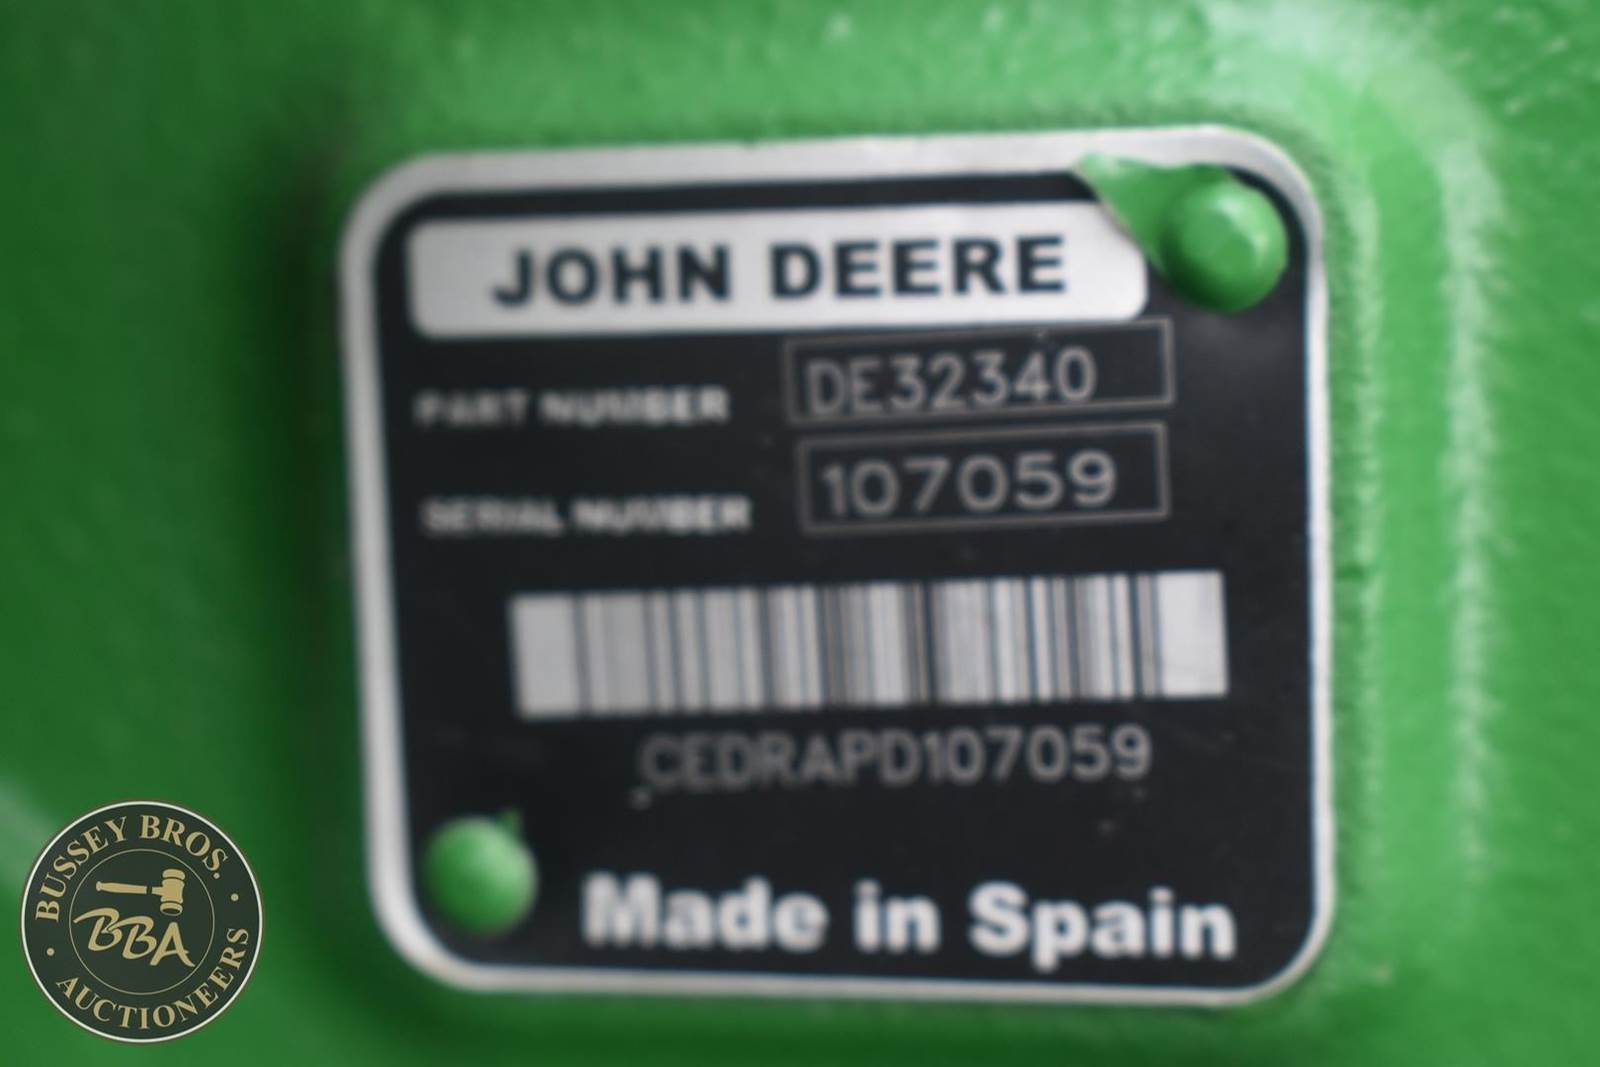 JOHN DEERE
PART NUMBER DE32340
SERIAL NUMBER 107059
CEDRAPD107059
Made in Spain
BUSSEY BROS.
BBA
AUCTIONEERS